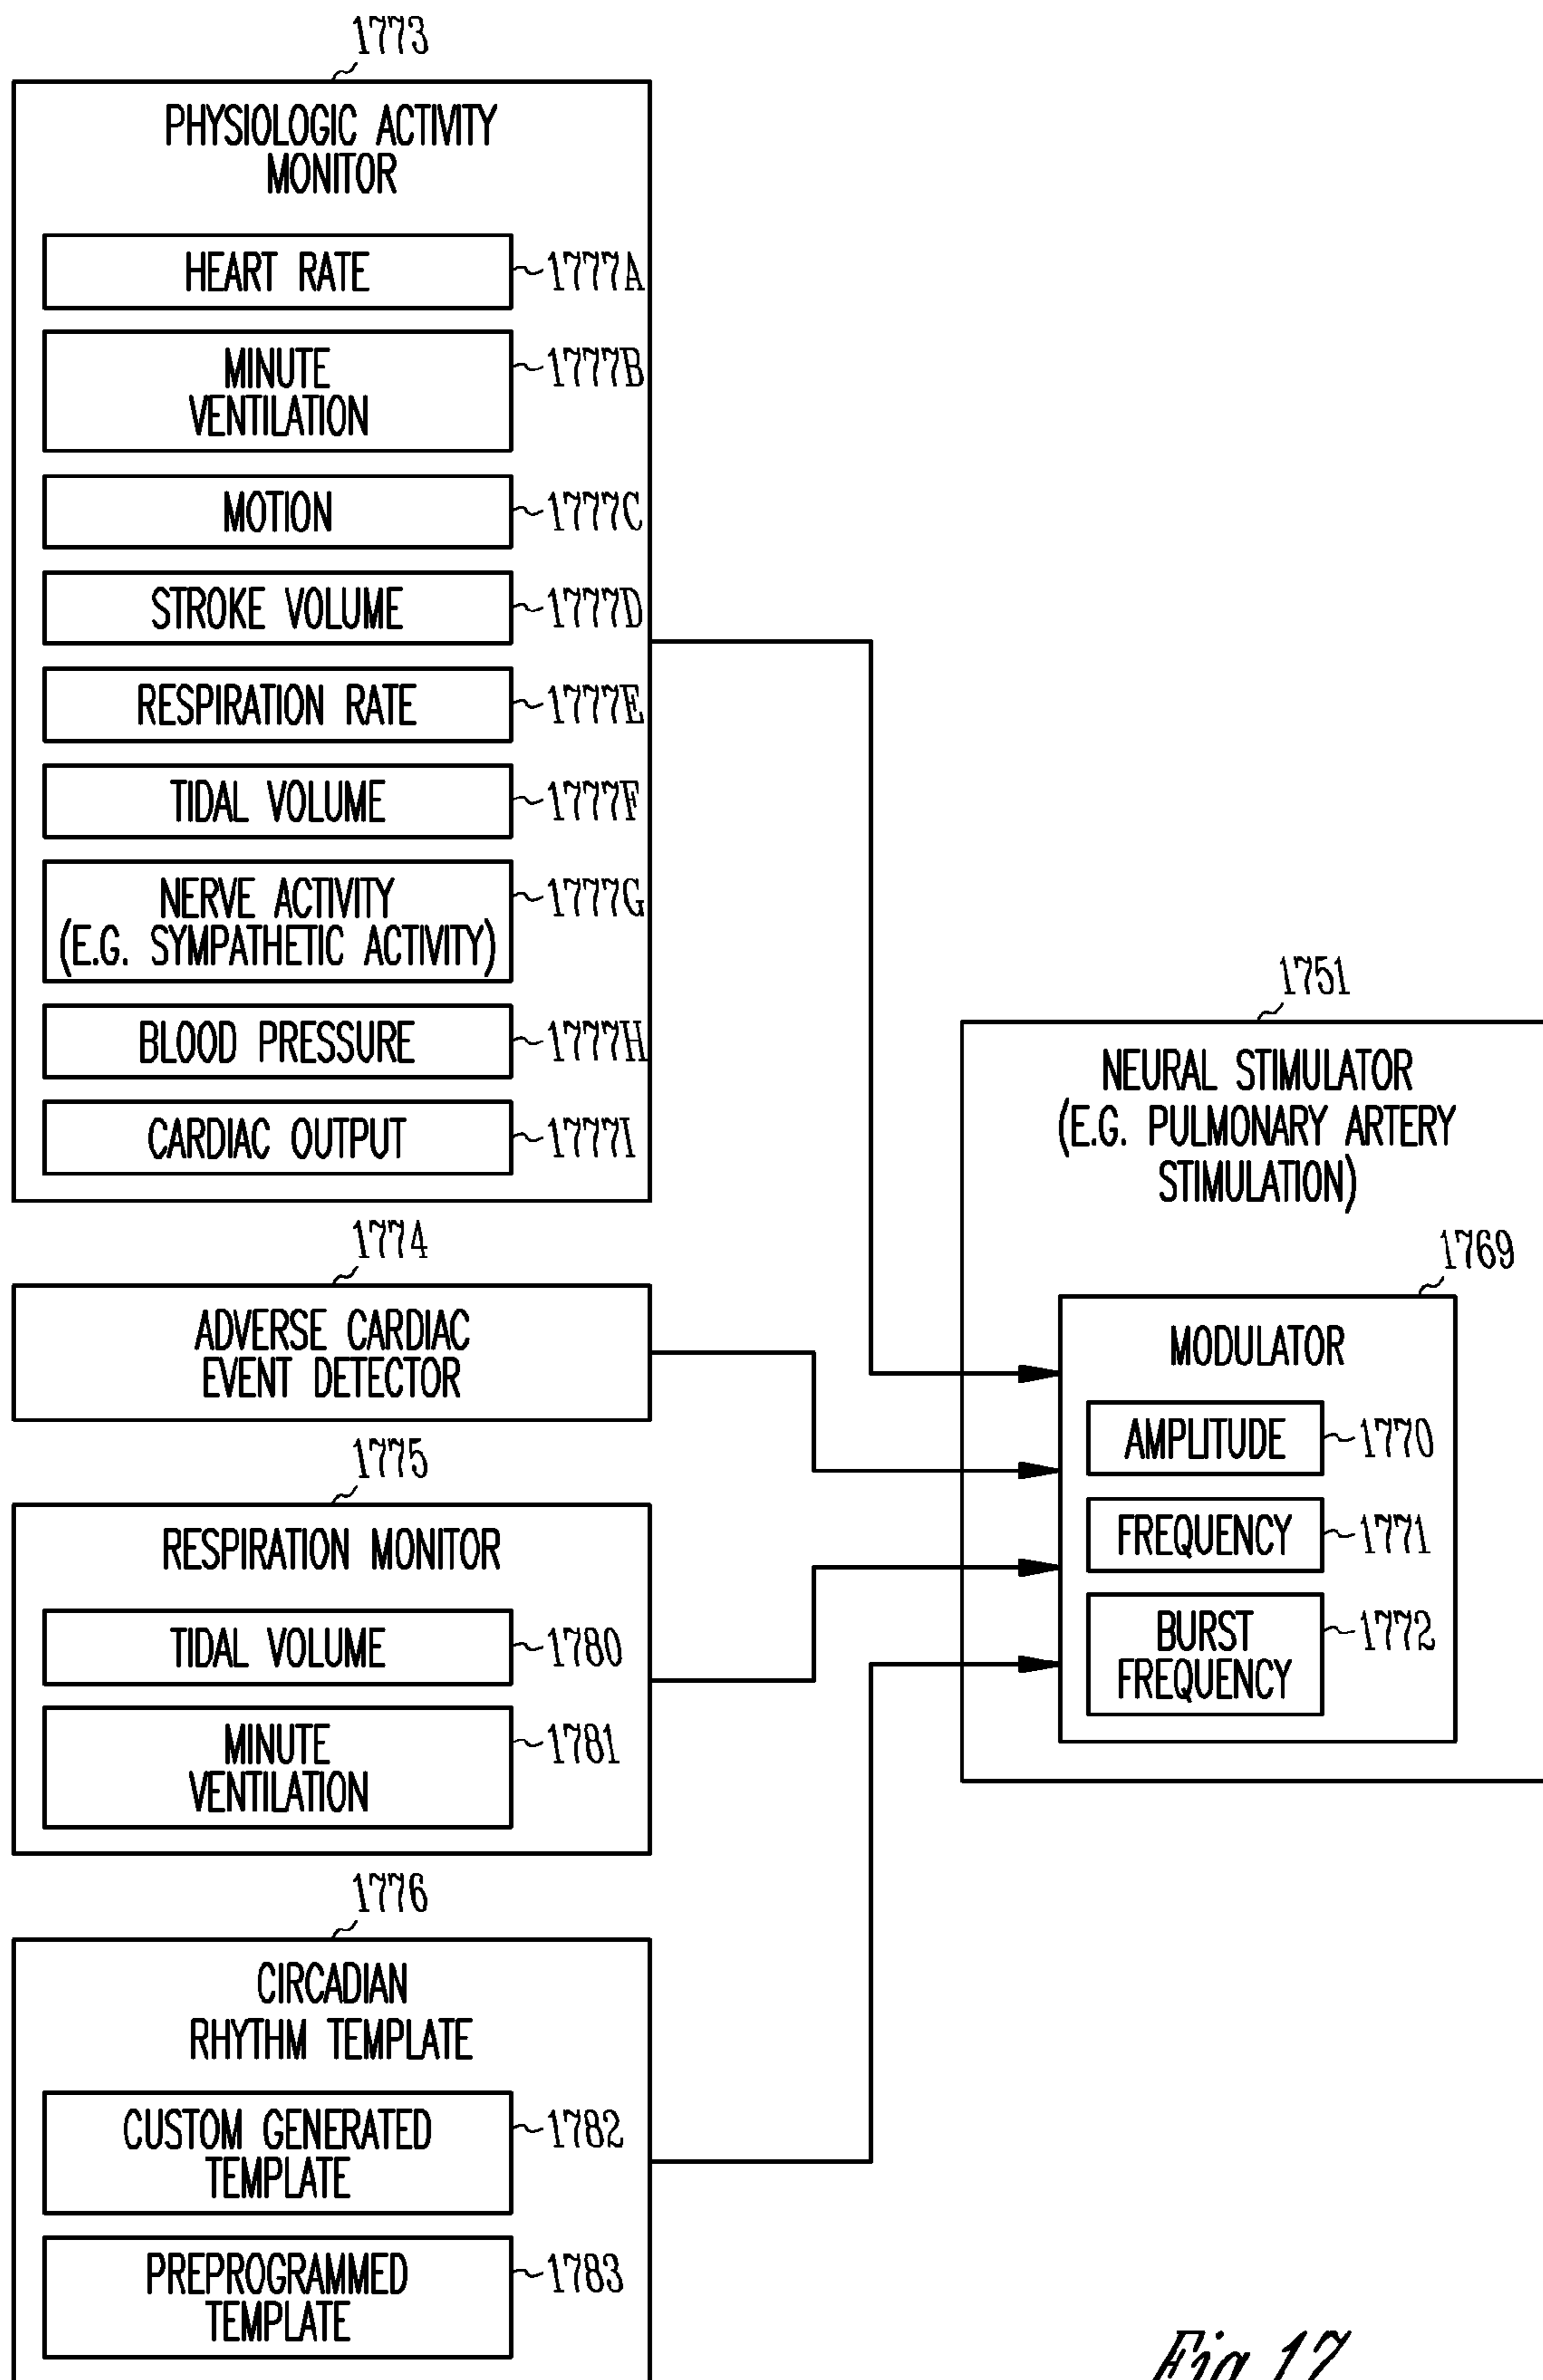 1773
PHYSIOLOGIC ACTIVITY
MONITOR
HEART RATE
1777A
MINUTE
VENTILATION
1777B
MOTION
1777C
STROKE VOLUME
1777D
RESPIRATION RATE
1777E
TIDAL VOLUME
1777F
NERVE ACTIVITY
(E.G. SYMPATHETIC ACTIVITY)
1777G
BLOOD PRESSURE
1777H
CARDIAC OUTPUT
1777I
1774
ADVERSE CARDIAC
EVENT DETECTOR
1775
RESPIRATION MONITOR
TIDAL VOLUME
1780
MINUTE
VENTILATION
1781
1776
CIRCADIAN
RHYTHM TEMPLATE
CUSTOM GENERATED
TEMPLATE
1782
PREPROGRAMMED
TEMPLATE
1783
1751
NEURAL STIMULATOR
(E.G. PULMONARY ARTERY
STIMULATION)
1769
MODULATOR
AMPLITUDE
1770
FREQUENCY
1771
BURST
FREQUENCY
1772
Fig.17